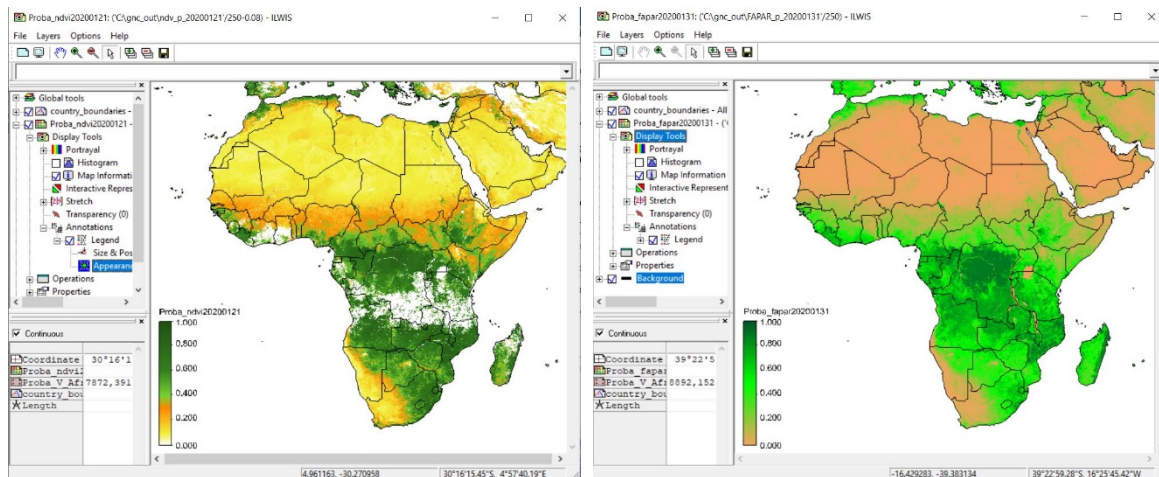 Proba_ndvi20200121: ('C:\gnc_out\ndv_p_20200121'/250-0.08) - ILWIS
File Layers Options Help
Global tools
country_boundaries -
Proba_ndvi20200121 -
Display Tools
Portrayal
Histogram
Map Information
Interactive Repres
Stretch
Transparency (0)
Annotations
Legend
Size & Pos
Appearanc
Operations
Properties
Continuous
Coordinate 30°16'1
Proba_ndvi2
Proba_V_Afr 7872,391
country_bou
Length
Proba_ndvi20200121
1.000
0.800
0.600
0.400
0.200
0.000
4.961163, -30.270958 30°16'15.45"S, 4°57'40.19"E
Proba_fapar20200131: ('C:\gnc_out\FAPAR_p_20200131'/250) - ILWIS
File Layers Options Help
Global tools
country_boundaries - All
Proba_fapar20200131 - ('
Display Tools
Portrayal
Histogram
Map Information
Interactive Represent
Stretch
Transparency (0)
Annotations
Legend
Operations
Properties
Background
Continuous
Coordinate 39°22'5
Proba_fapar
Proba_V_Afr 8892,152
country_bou
Length
Proba_fapar20200131
1.000
0.800
0.600
0.400
0.200
0.000
-16.429283, -39.383134 39°22'59.28"S, 16°25'45.42"W